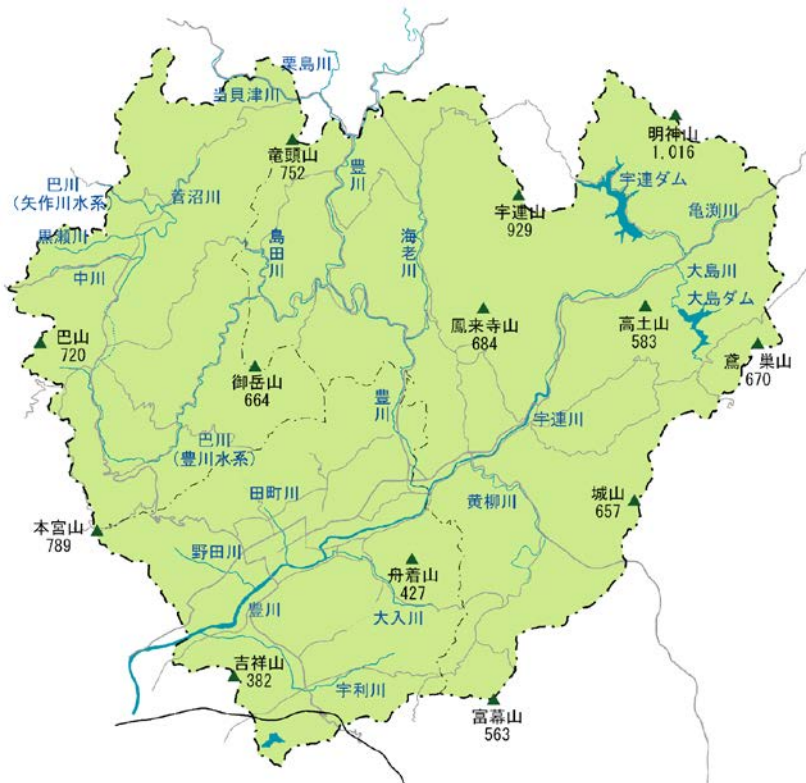 栗島川
当貝津川
竜頭山
752
豊川
明神山
1,016
巴川
（矢作川水系）
菅沼川
宇連山
929
宇連ダム
亀渕川
黒瀬川
島田川
海老川
中川
大島川
大島ダム
鳳来寺山
684
高土山
583
巴山
720
鳶ノ巣山
670
御岳山
664
豊川
宇連川
巴川
（豊川水系）
田町川
黄柳川
城山
657
本宮山
789
野田川
舟着山
427
豊川
大入川
吉祥山
382
宇利川
富幕山
563